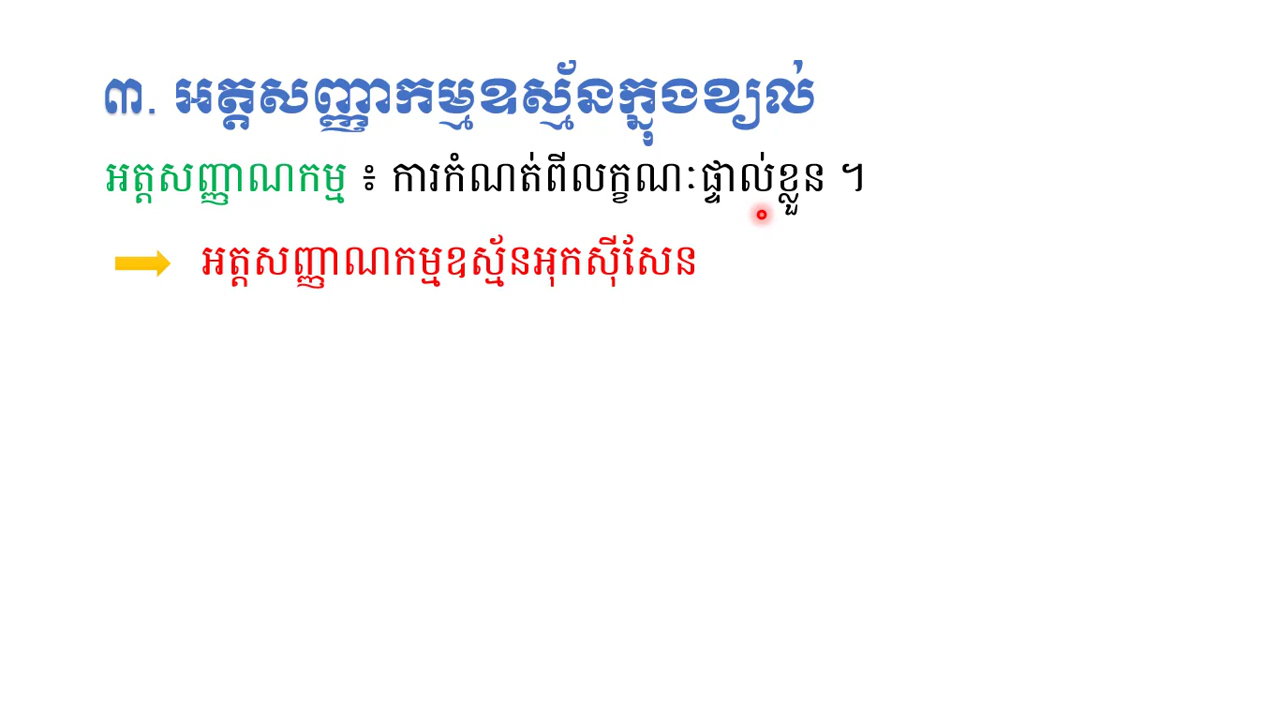 ៣. អត្តសញ្ញាកម្មឧស្ម័នក្នុងខ្យល់
អត្តសញ្ញាណកម្ម ៖ ការកំណត់ពីលក្ខណៈផ្ទាល់ខ្លួន ។
អត្តសញ្ញាណកម្មឧស្ម័នអុកស៊ីសែន